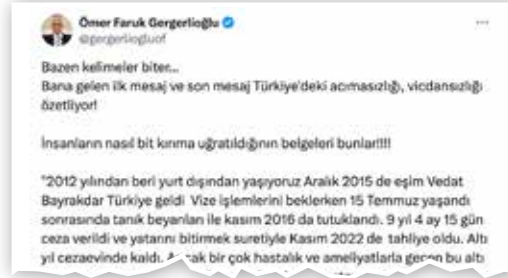 Ömer Faruk Gergerlioğlu
@gergerliogluof
Bazen kelimeler biter...
Bana gelen ilk mesaj ve son mesaj Türkiye'deki acımasızlığı, vicdansızlığı
özetliyor!
İnsanların nasıl bit kırıma uğratıldığının belgeleri bunlar!!!!
"2012 yılından beri yurt dışından yaşıyoruz Aralık 2015 de eşim Vedat
Bayrakdar Türkiye geldi Vize işlemlerini beklerken 15 Temmuz yaşandı
sonrasında tanık beyanları ile kasım 2016 da tutuklandı. 9 yıl 4 ay 15 gün
ceza verildi ve yatarını bitirmek suretiyle Kasım 2022 de tahliye oldu. Altı
yıl cezaevinde kaldı. Ancak bir çok hastalık ve ameliyatlarla geçen bu altı